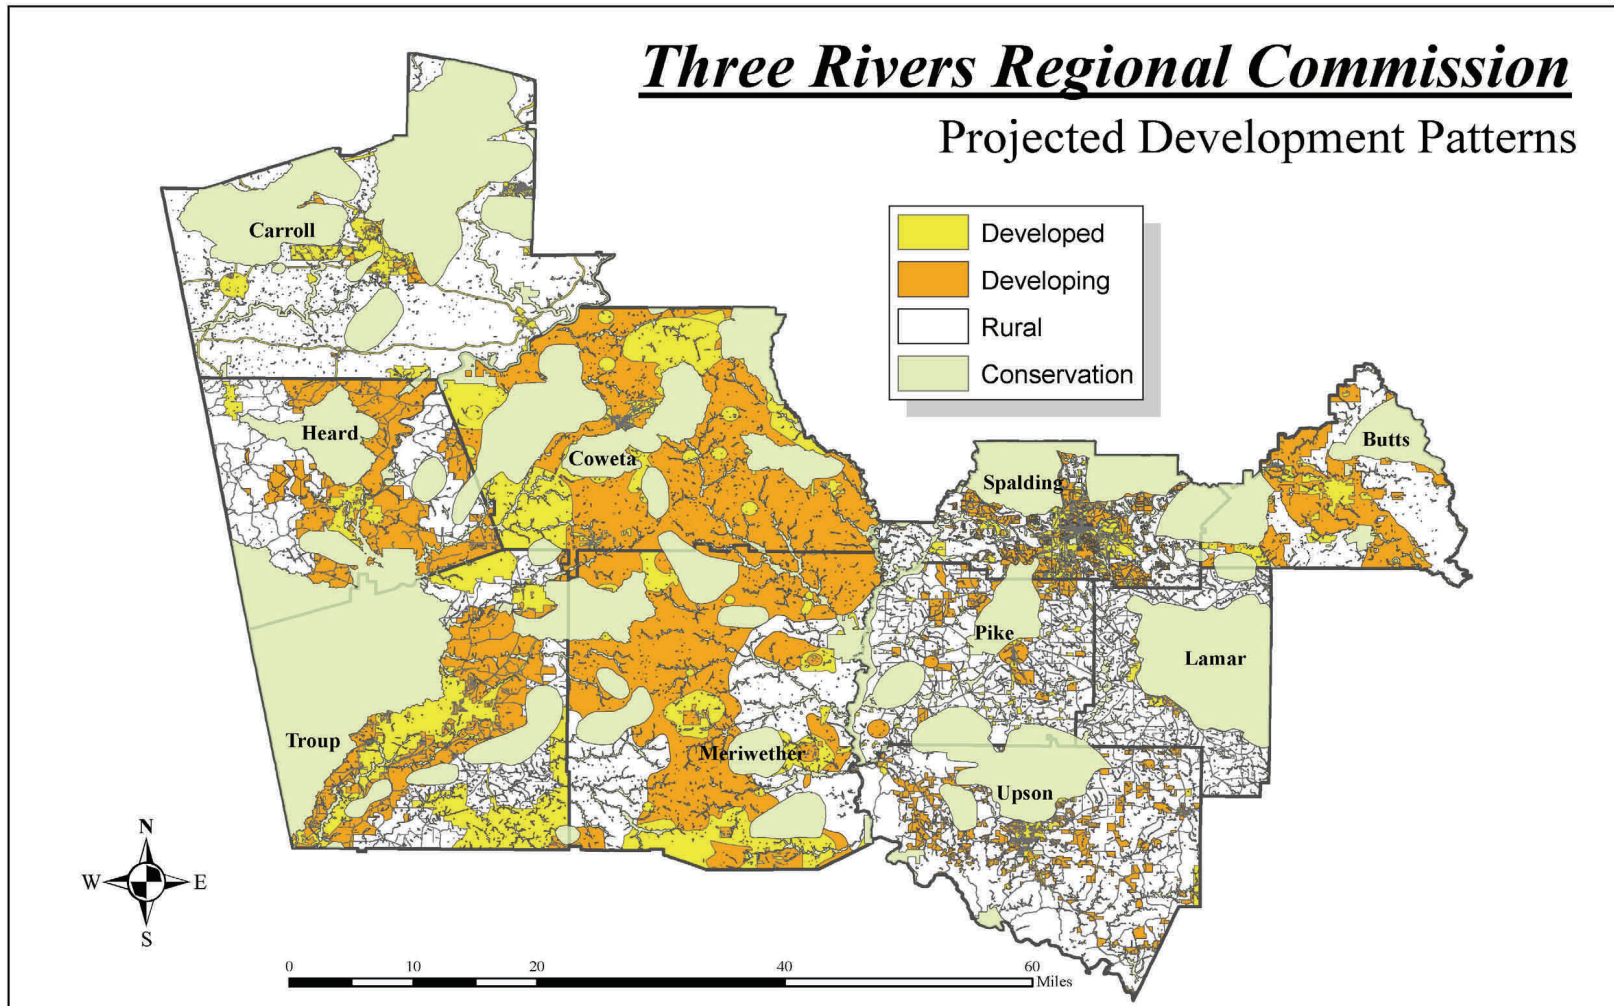 Three Rivers Regional Commission
Projected Development Patterns
Developed
Developing
Rural
Conservation
Carroll
Heard
Coweta
Butts
Spalding
Pike
Lamar
Troup
Meriwether
Upson
N
W E
S
0 10 20 40 60
Miles